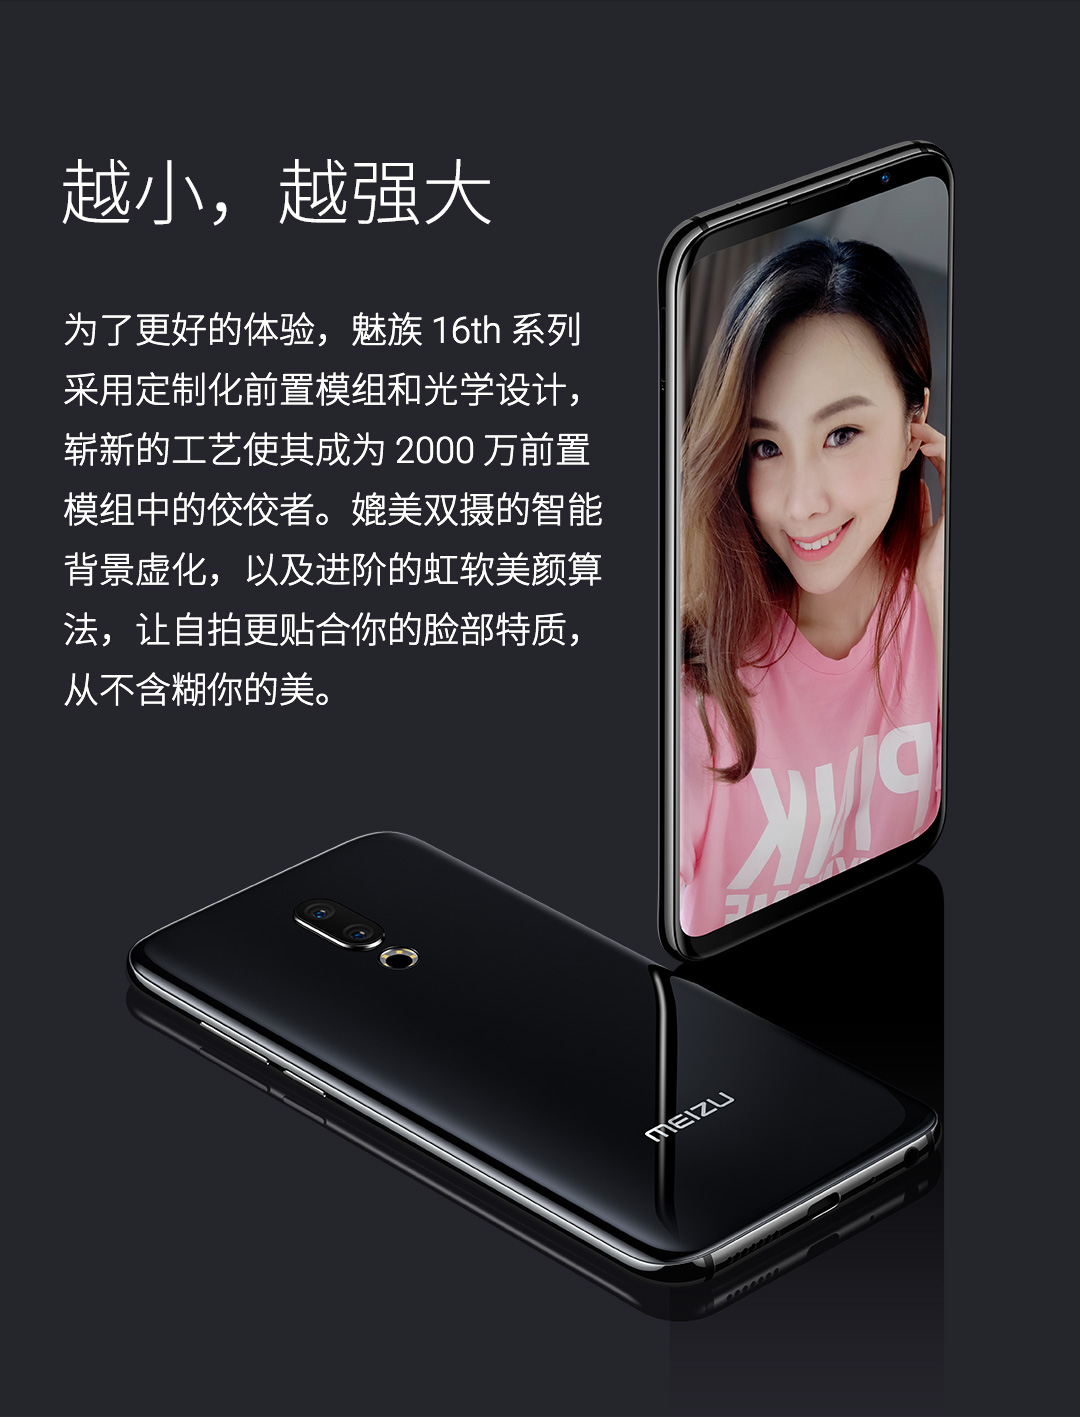 越小，越强大
为了更好的体验，魅族 16th 系列
采用定制化前置模组和光学设计，
崭新的工艺使其成为 2000 万前置
模组中的佼佼者。媲美双摄的智能
背景虚化，以及进阶的虹软美颜算
法，让自拍更贴合你的脸部特质，
从不含糊你的美。
PINK
MEIZU